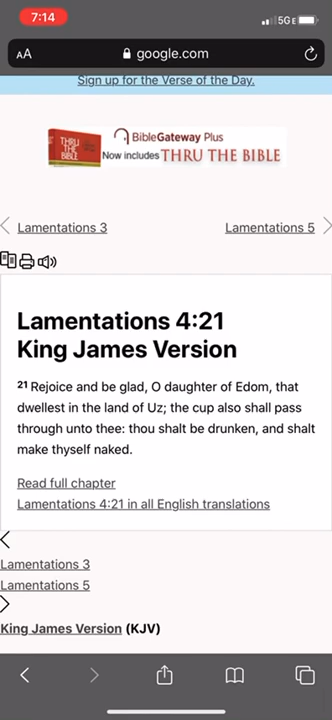 7:14
5GE
AA
google.com
Sign up for the Verse of the Day.
THRU THE BIBLE
BibleGateway Plus
Now includes THRU THE BIBLE
Lamentations 3
Lamentations 5
Lamentations 4:21
King James Version
21 Rejoice and be glad, O daughter of Edom, that
dwellest in the land of Uz; the cup also shall pass
through unto thee: thou shalt be drunken, and shalt
make thyself naked.
Read full chapter
Lamentations 4:21 in all English translations
Lamentations 3
Lamentations 5
King James Version (KJV)